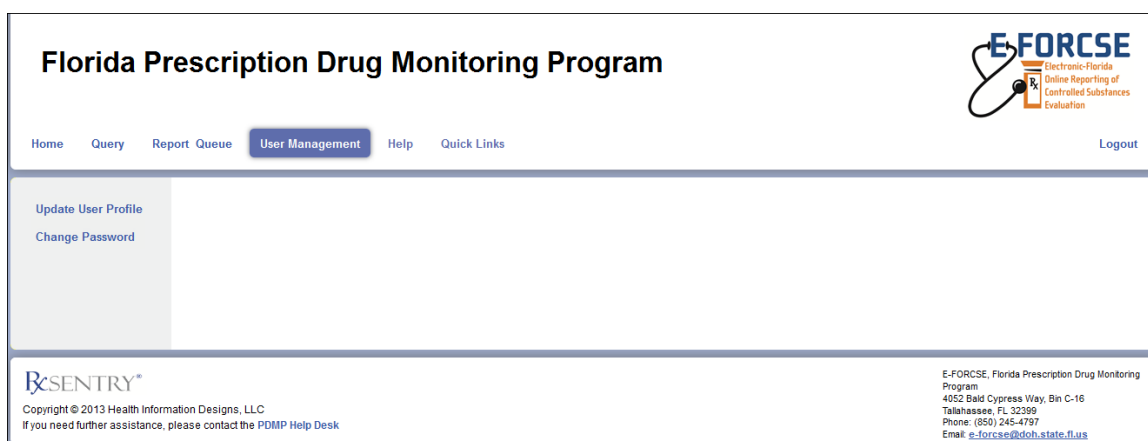 Florida Prescription Drug Monitoring Program
E-FORCSE
Electronic-Florida
Online Reporting of
Controlled Substances
Evaluation
Rx
Home Query Report Queue User Management Help Quick Links Logout
Update User Profile
Change Password
RxSENTRY®
Copyright © 2013 Health Information Designs, LLC
If you need further assistance, please contact the PDMP Help Desk
E-FORCSE, Florida Prescription Drug Monitoring
Program
4052 Bald Cypress Way, Bin C-16
Tallahassee, FL 32399
Phone: (850) 245-4797
Email: e-forcse@doh.state.fl.us